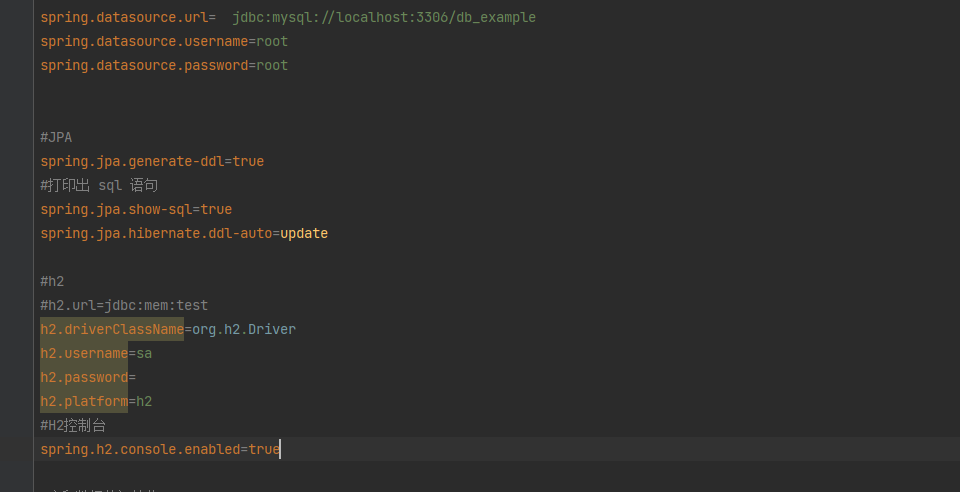 spring.datasource.url=  jdbc:mysql://localhost:3306/db_example
spring.datasource.username=root
spring.datasource.password=root
#JPA
spring.jpa.generate-ddl=true
#打印出 sql 语句
spring.jpa.show-sql=true
spring.jpa.hibernate.ddl-auto=update
#h2
#h2.url=jdbc:mem:test
h2.driverClassName=org.h2.Driver
h2.username=sa
h2.password=
h2.platform=h2
#H2控制台
spring.h2.console.enabled=true